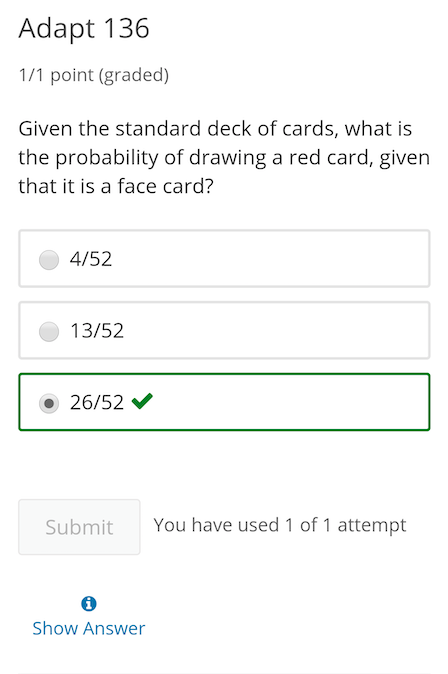 Adapt 136
1/1 point (graded)
Given the standard deck of cards, what is
the probability of drawing a red card, given
that it is a face card?
4/52
13/52
26/52
Submit
You have used 1 of 1 attempt
Show Answer